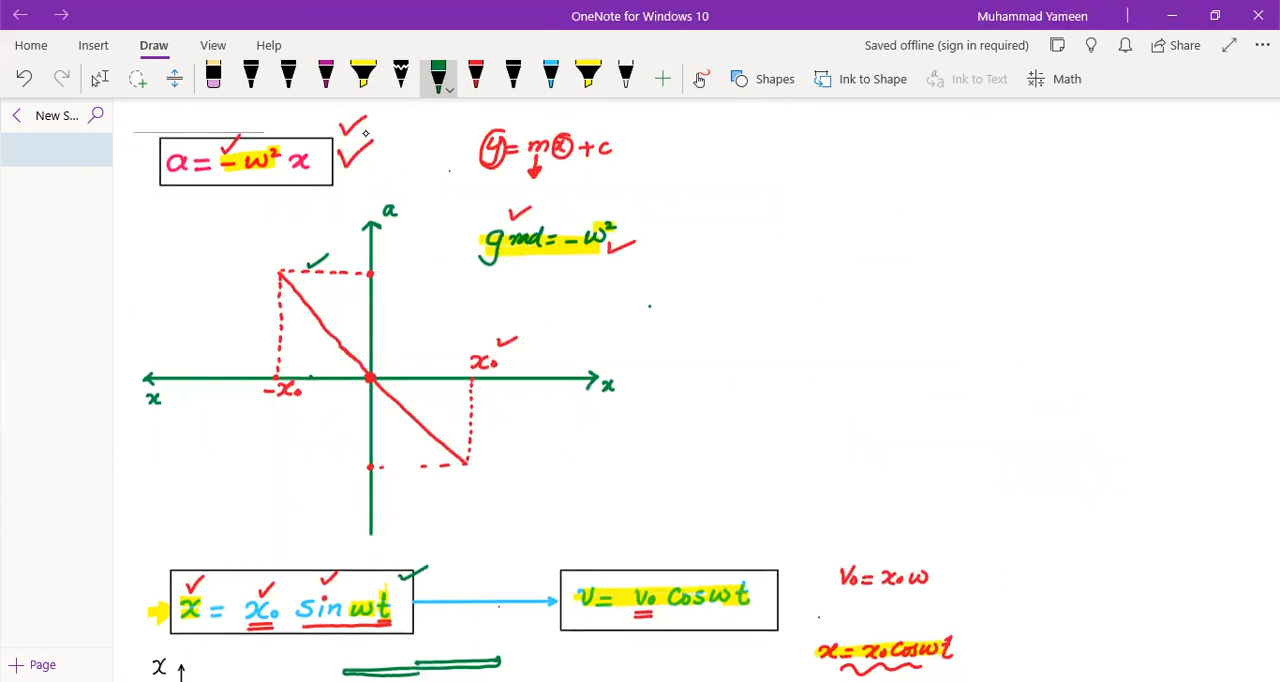 OneNote for Windows 10
Muhammad Yameen
Home Insert Draw View Help
Saved offline (sign in required)
Share
Shapes
Ink to Shape
Ink to Text
Math
New S...
a = -ω² x
y = mx + c
a
gmd = -ω²
x₀
-x₀
x
x
x = x₀ sin ωt
v = v₀ Cos ωt
V₀ = x₀ ω
x = x₀ Cos ωt
Page
x